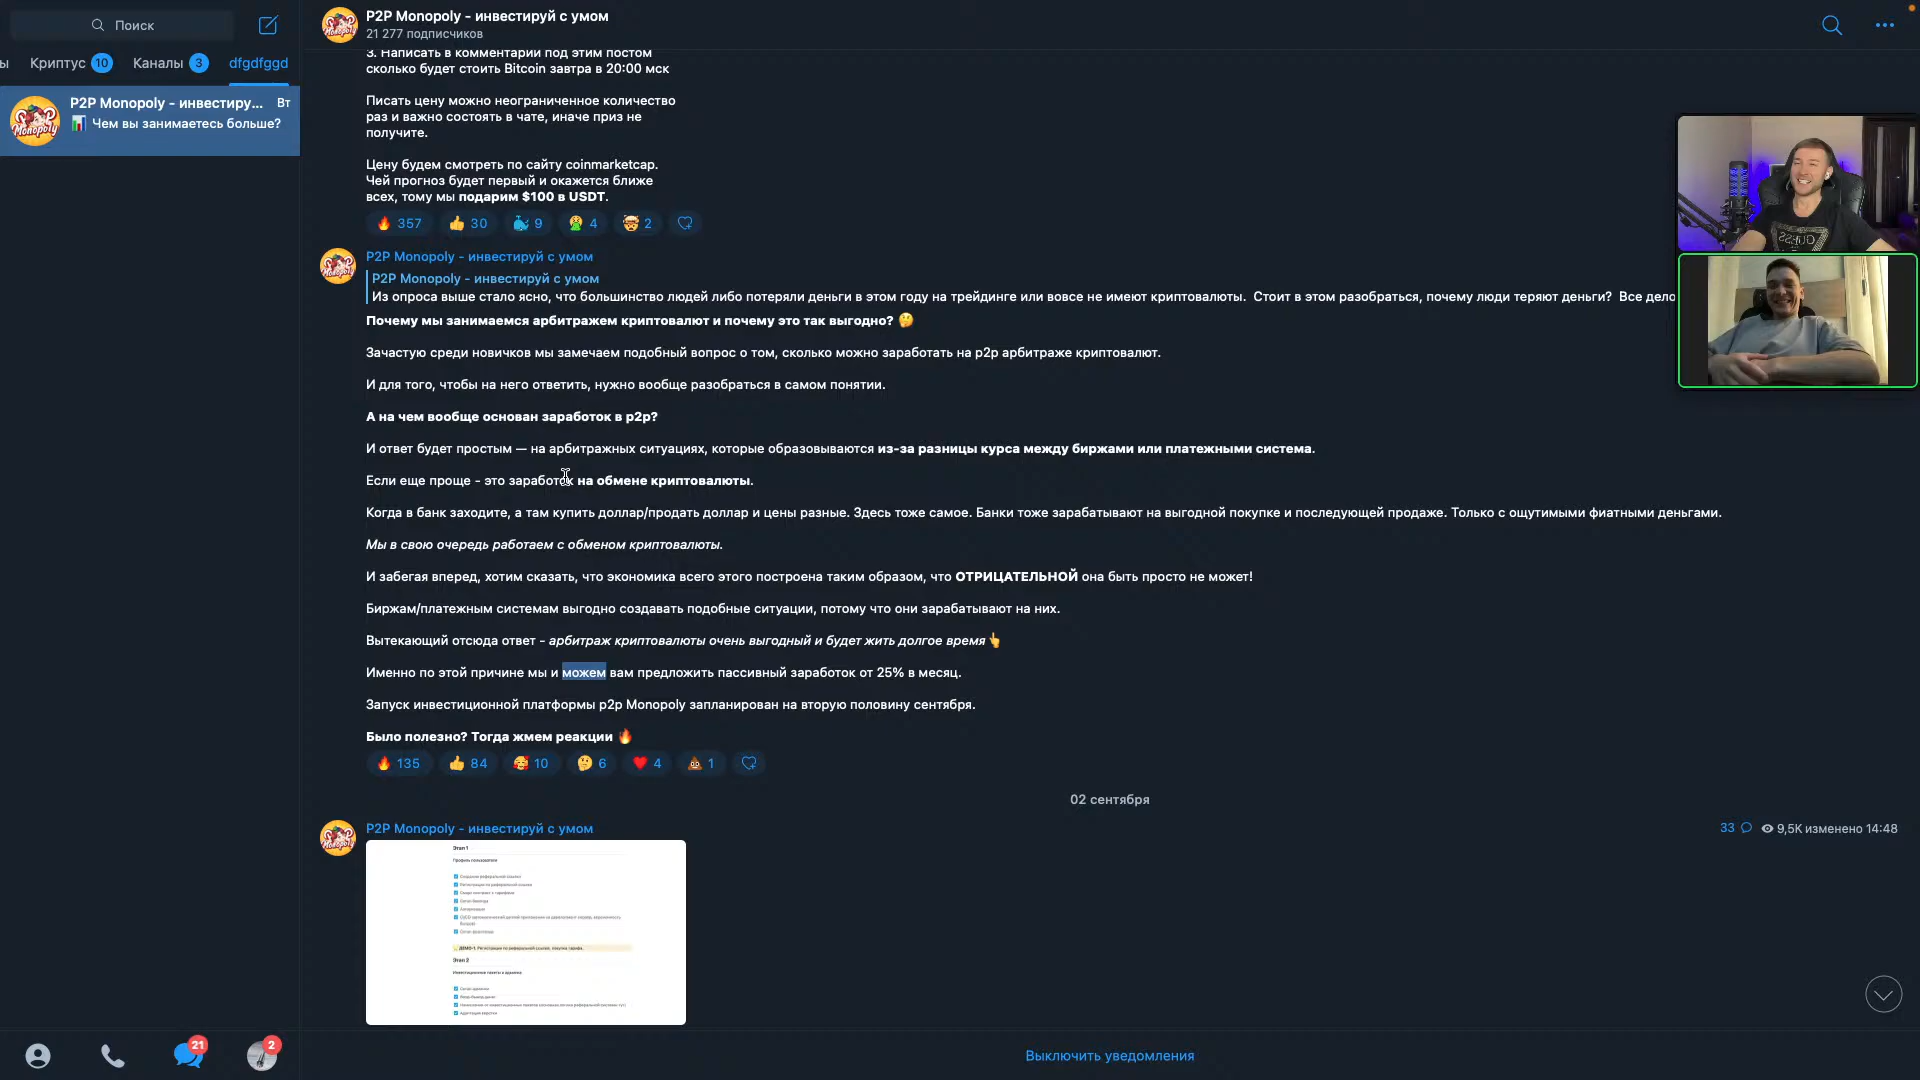 Поиск
ы Криптус 10 Каналы 3 dfgdfggd
P2P Monopoly - инвестиру... Вт
Чем вы занимаетесь больше?
P2P Monopoly - инвестируй с умом
21 277 подписчиков
3. Написать в комментарии под этим постом
сколько будет стоить Bitcoin завтра в 20:00 мск
Писать цену можно неограниченное количество
раз и важно состоять в чате, иначе приз не
получите.
Цену будем смотреть по сайту coinmarketcap.
Чей прогноз будет первый и окажется ближе
всех, тому мы подарим $100 в USDT.
357 30 9 4 2
P2P Monopoly - инвестируй с умом
P2P Monopoly - инвестируй с умом
Из опроса выше стало ясно, что большинство людей либо потеряли деньги в этом году на трейдинге или вовсе не имеют криптовалюты. Стоит в этом разобраться, почему люди теряют деньги? Все дело
Почему мы занимаемся арбитражем криптовалют и почему это так выгодно? 🤔
Зачастую среди новичков мы замечаем подобный вопрос о том, сколько можно заработать на p2p арбитраже криптовалют.
И для того, чтобы на него ответить, нужно вообще разобраться в самом понятии.
А на чем вообще основан заработок в p2p?
И ответ будет простым — на арбитражных ситуациях, которые образовываются из-за разницы курса между биржами или платежными система.
Если еще проще - это заработок на обмене криптовалюты.
Когда в банк заходите, а там купить доллар/продать доллар и цены разные. Здесь тоже самое. Банки тоже зарабатывают на выгодной покупке и последующей продаже. Только с ощутимыми фиатными деньгами.
Мы в свою очередь работаем с обменом криптовалюты.
И забегая вперед, хотим сказать, что экономика всего этого построена таким образом, что ОТРИЦАТЕЛЬНОЙ она быть просто не может!
Биржам/платежным системам выгодно создавать подобные ситуации, потому что они зарабатывают на них.
Вытекающий отсюда ответ - арбитраж криптовалюты очень выгодный и будет жить долгое время👆
Именно по этой причине мы и можем вам предложить пассивный заработок от 25% в месяц.
Запуск инвестиционной платформы p2p Monopoly запланирован на вторую половину сентября.
Было полезно? Тогда жмем реакции 🔥
135 84 10 6 4 1
02 сентября
P2P Monopoly - инвестируй с умом
33 9,5K изменено 14:48
Этап 1
Профиль пользователя
Этап 2
21 2
Выключить уведомления